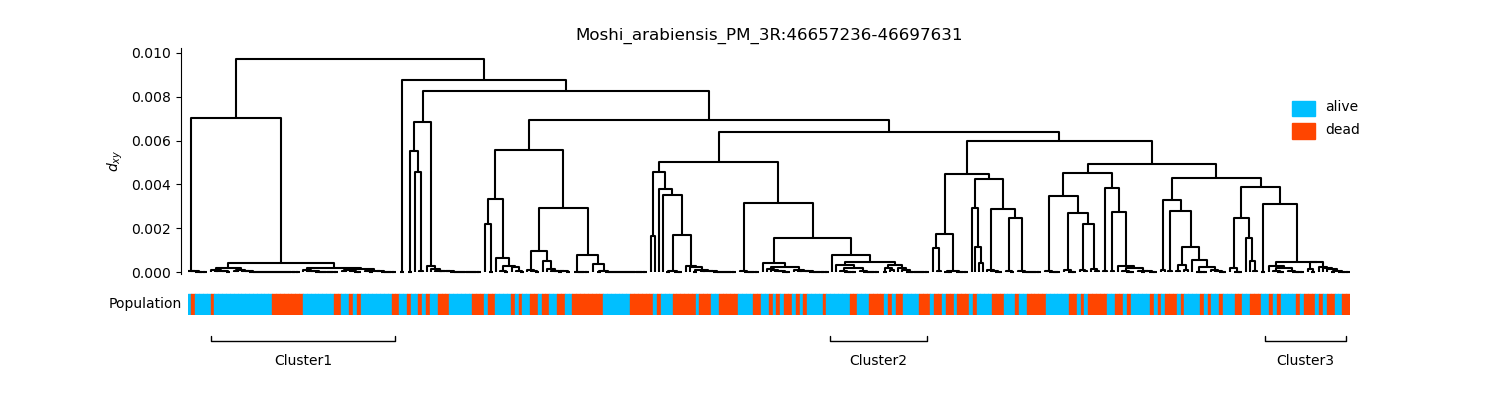 Moshi_arabiensis_PM_3R:46657236-46697631
0.010
0.008
0.006
0.004
0.002
0.000
dxy
alive
dead
Population
Cluster1
Cluster2
Cluster3